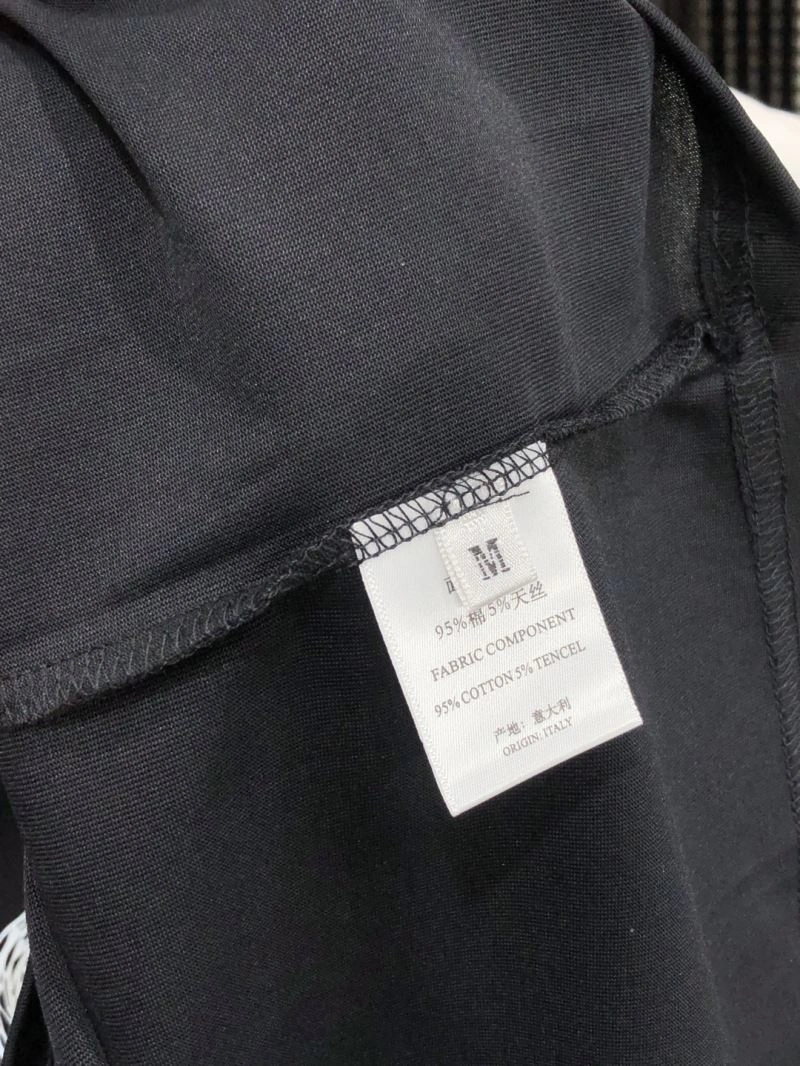 M
95%棉 5%天丝
FABRIC COMPONENT
95% COTTON 5% TENCEL
产地：意大利
ORIGIN: ITALY